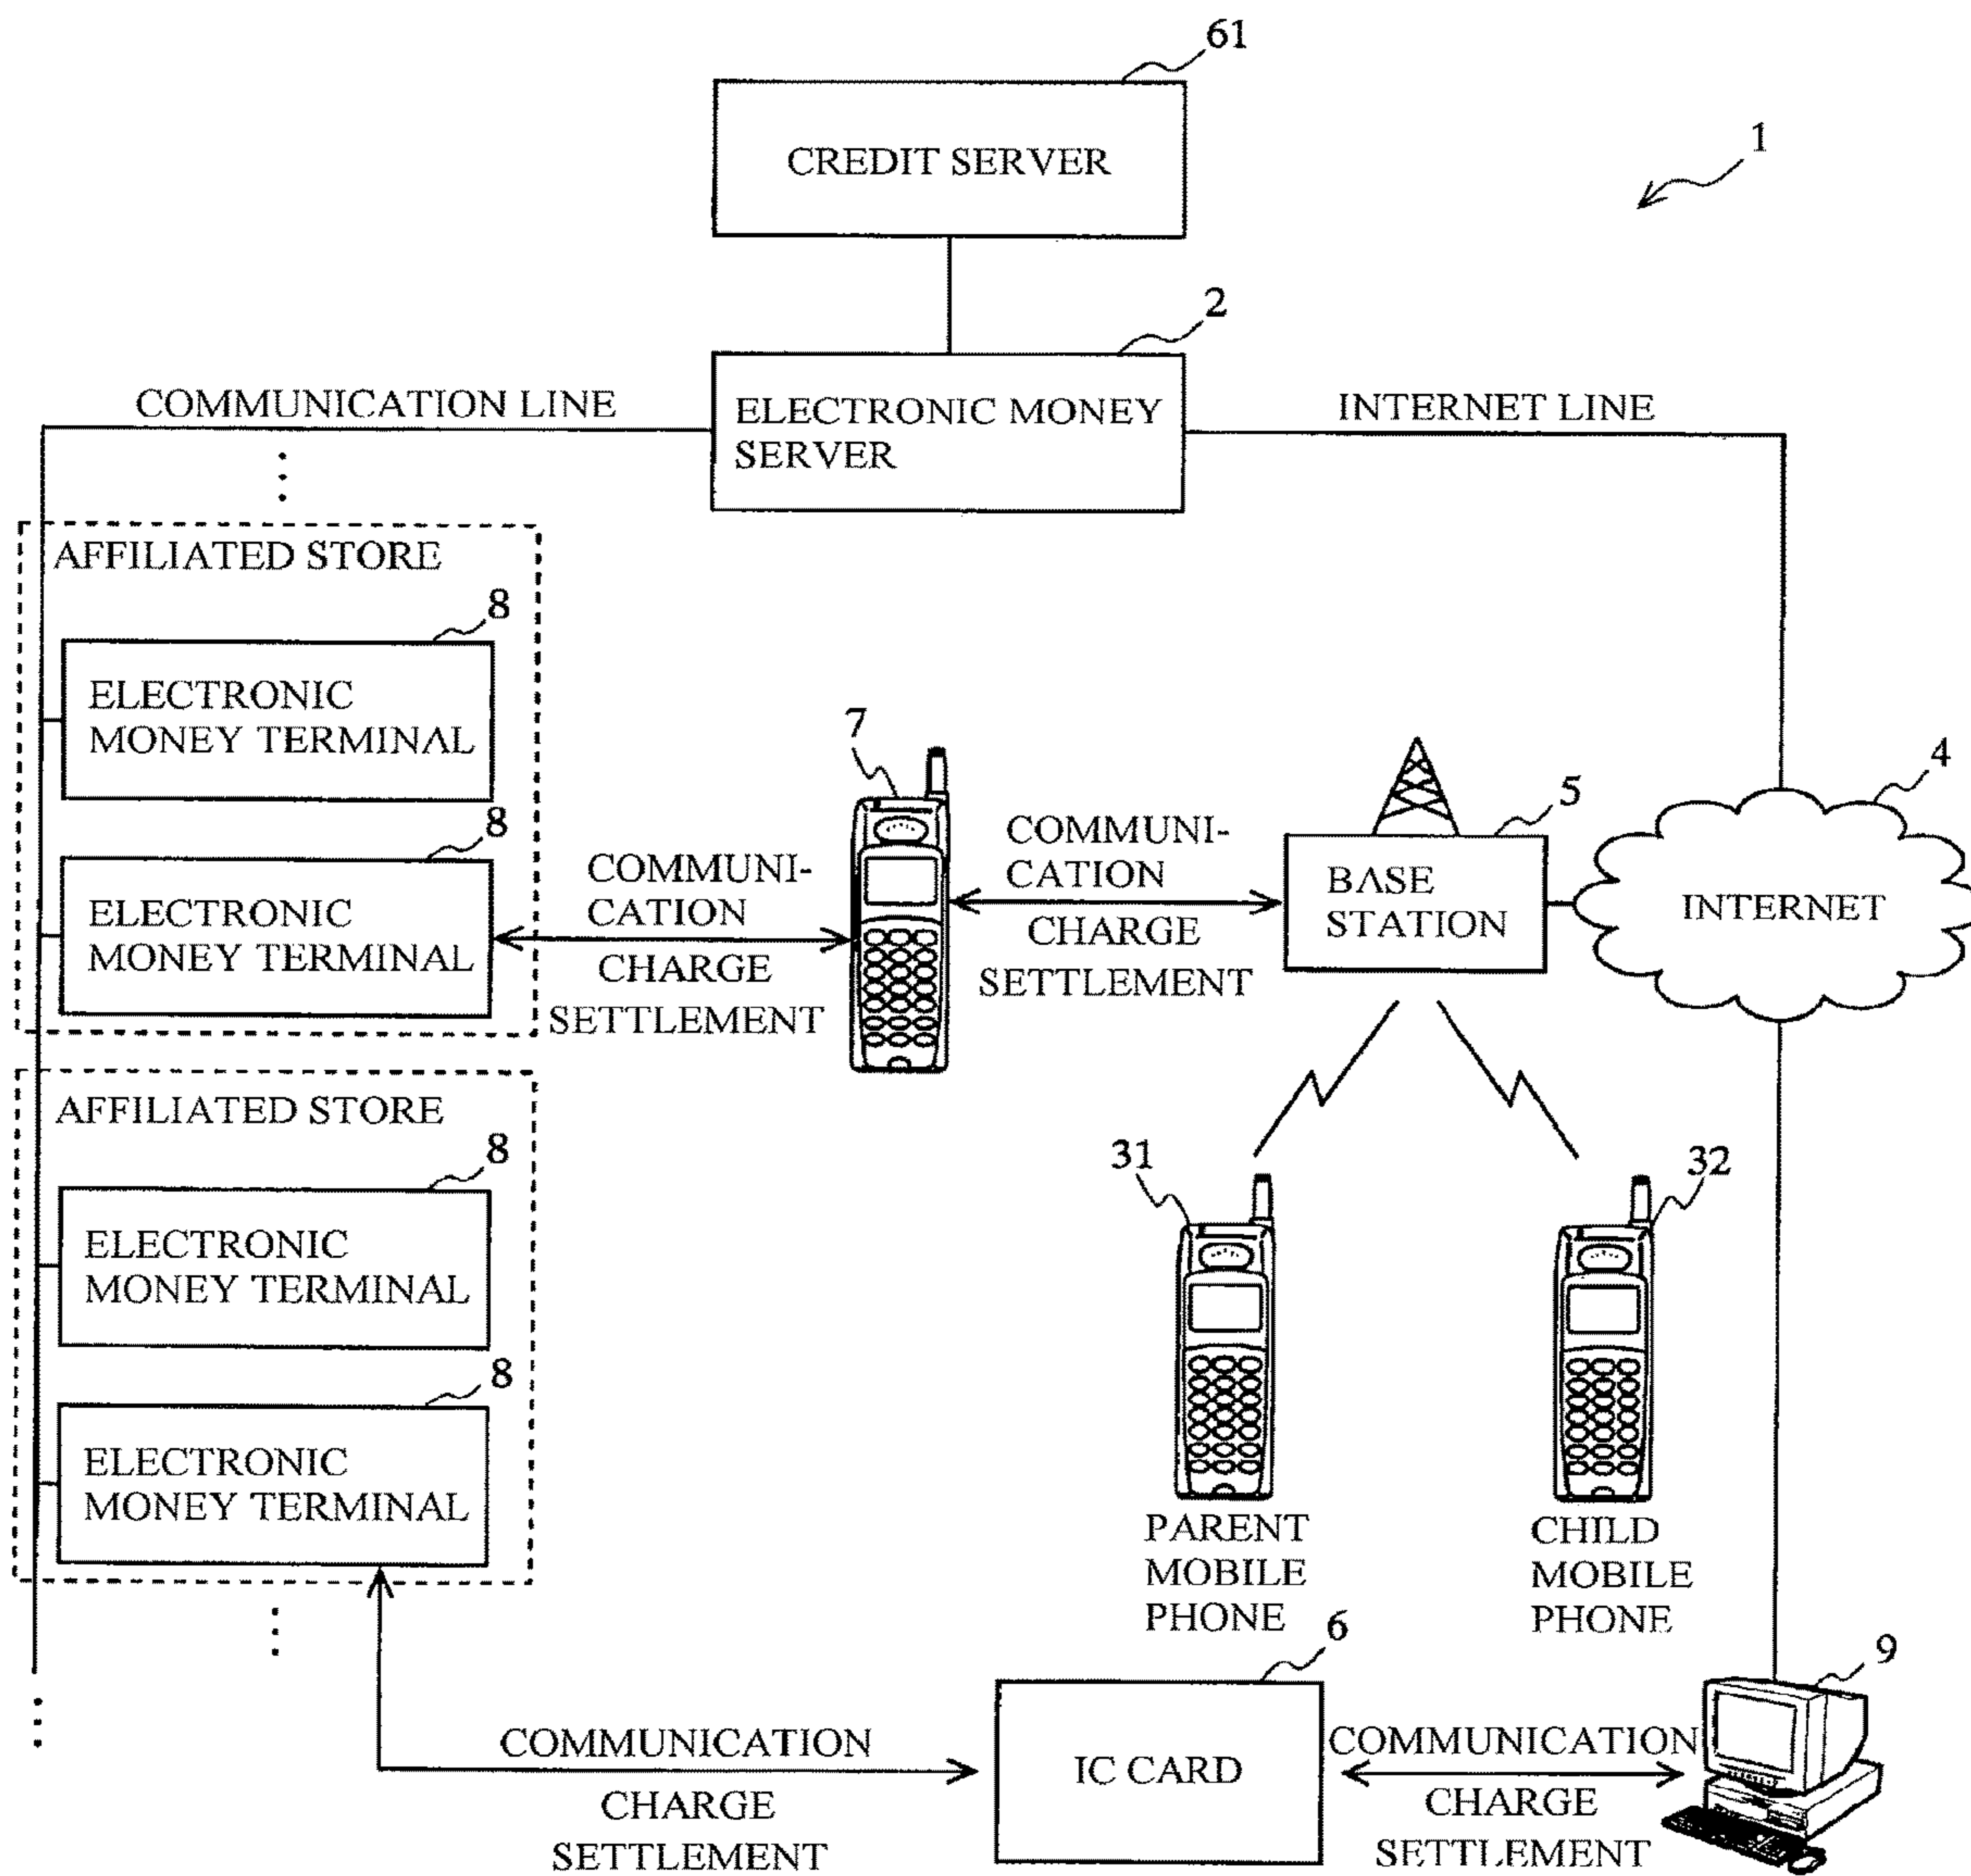 61
CREDIT SERVER
1
2
COMMUNICATION LINE
ELECTRONIC MONEY
SERVER
INTERNET LINE
AFFILIATED STORE
8
ELECTRONIC
MONEY TERMINAL
8
ELECTRONIC
MONEY TERMINAL
COMMUNI-
CATION
CHARGE
SETTLEMENT
7
COMMUNI-
CATION
CHARGE
SETTLEMENT
5
BASE
STATION
4
INTERNET
AFFILIATED STORE
8
ELECTRONIC
MONEY TERMINAL
8
ELECTRONIC
MONEY TERMINAL
31
PARENT
MOBILE
PHONE
32
CHILD
MOBILE
PHONE
COMMUNICATION
CHARGE
SETTLEMENT
6
IC CARD
COMMUNICATION
CHARGE
SETTLEMENT
9